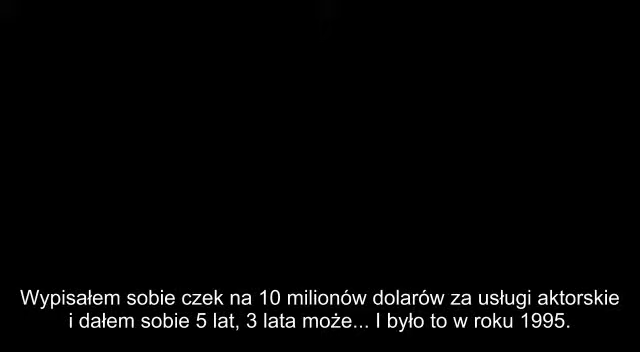 Wypisałem sobie czek na 10 milionów dolarów za usługi aktorskie
i dałem sobie 5 lat, 3 lata może... I było to w roku 1995.